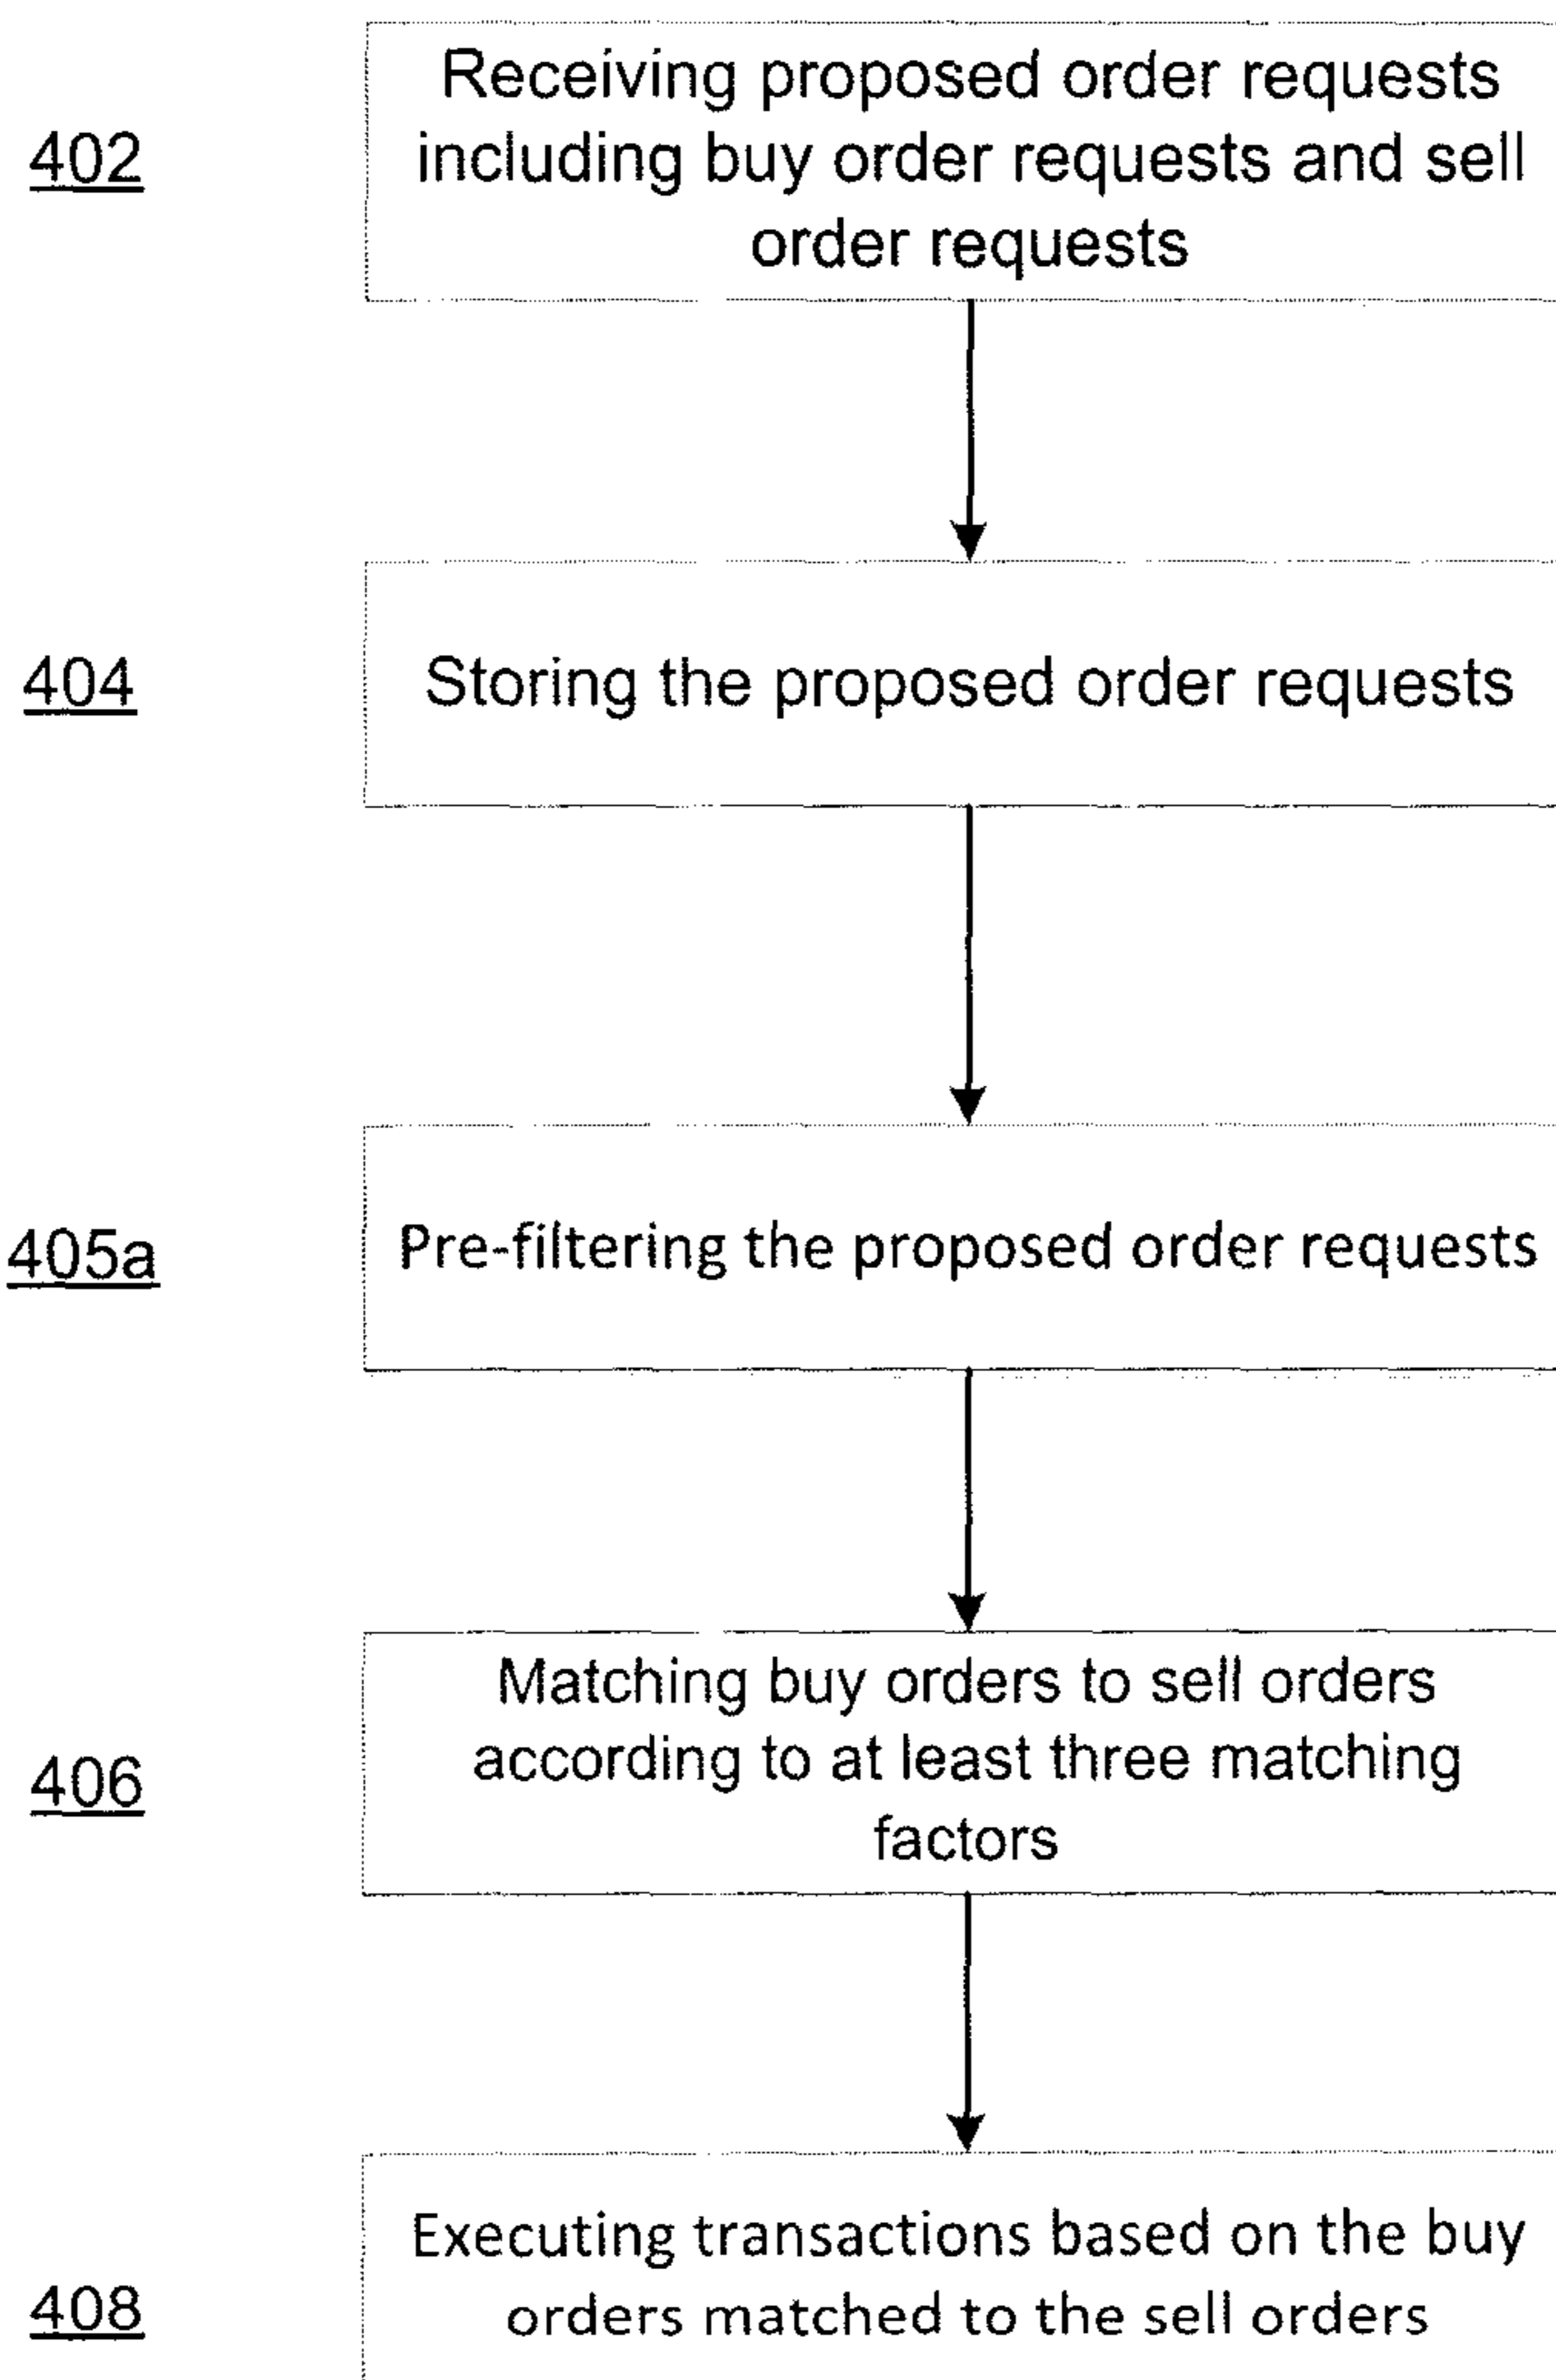 Receiving proposed order requests
402
including buy order requests and sell
order requests
404
Storing the proposed order requests
405a
Pre-filtering the proposed order requests
Matching buy orders to sell orders
406
according to at least three matching
factors
Executing transactions based on the buy
408
orders matched to the sell orders